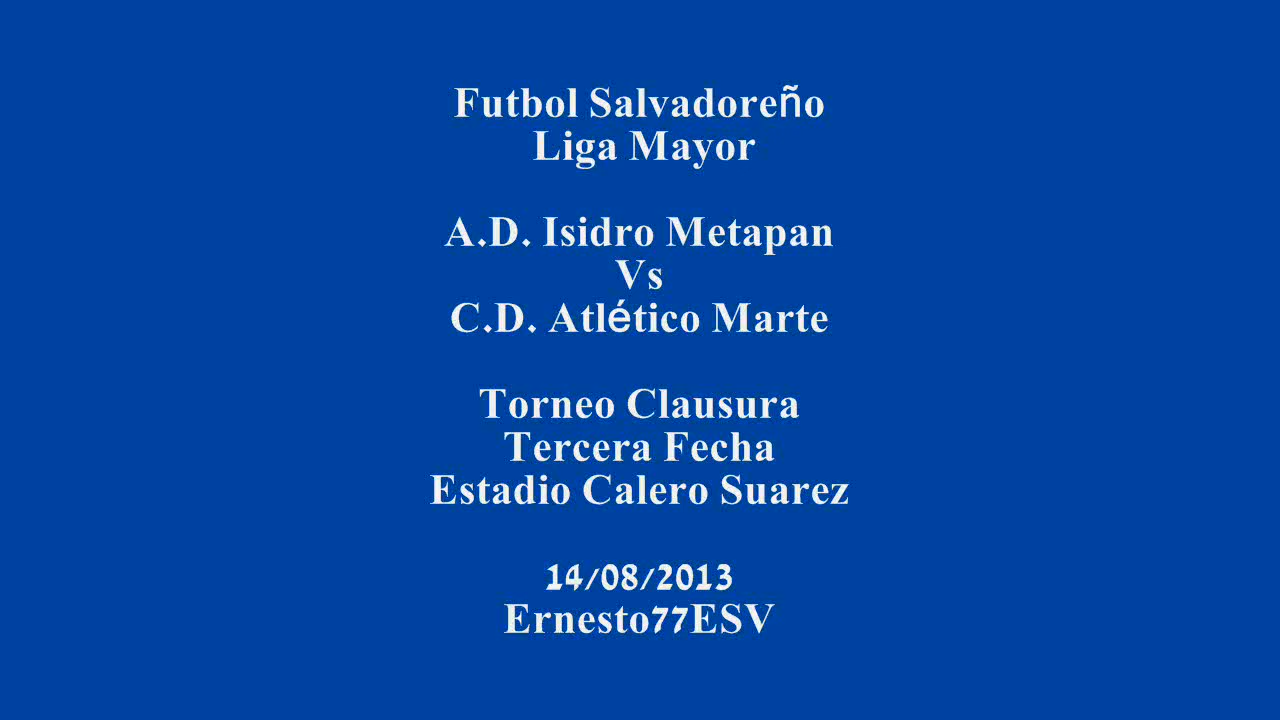 Futbol Salvadoreño
Liga Mayor
A.D. Isidro Metapan
Vs
C.D. Atlético Marte
Torneo Clausura
Tercera Fecha
Estadio Calero Suarez
14/08/2013
Ernesto77ESV